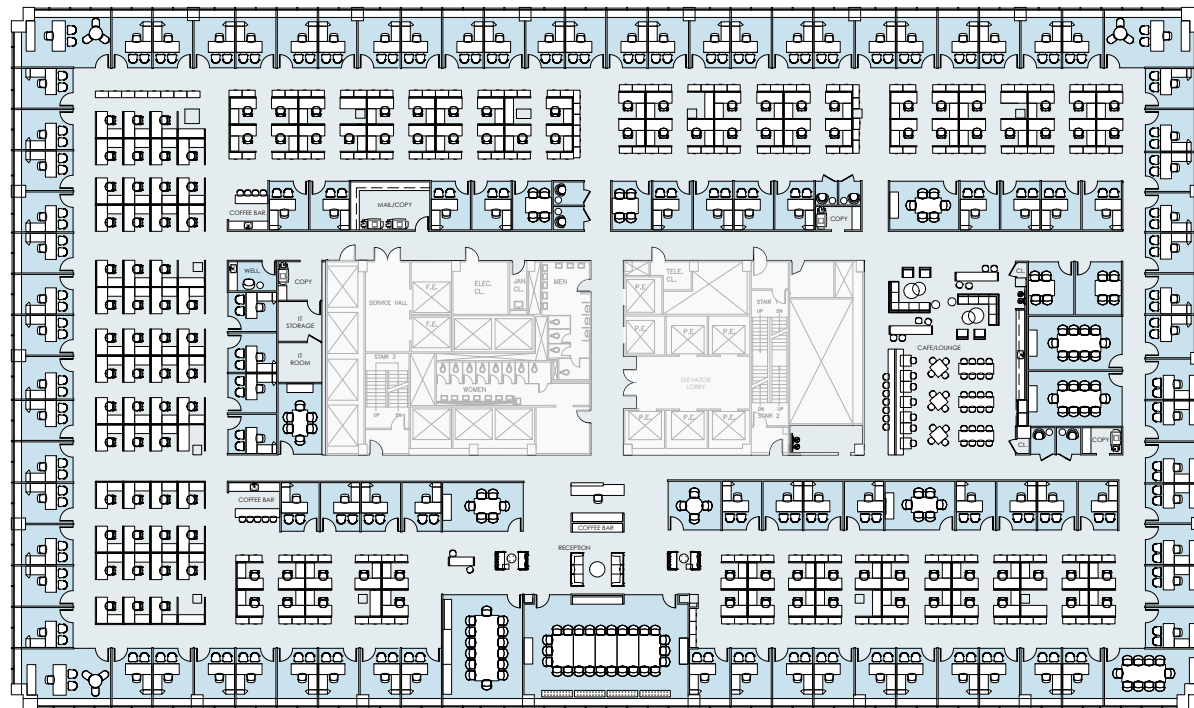 MAIL/COPY
COFFEE BAR
COPY
WELL.
COPY
IT
STORAGE
IT
ROOM
SERVICE HALL
F.E.
F.E.
ELEC.
CL.
JAN
CL.
MEN
STAIR 3
UP
DN
WOMEN
TELE.
CL.
P.E.
P.E.
P.E.
P.E.
STAIR 1
UP
DN
ELEVATOR
LOBBY
DN
UP
STAIR 2
P.E.
P.E.
P.E.
CL.
CAFE/LOUNGE
CL.
COPY
COFFEE BAR
COFFEE BAR
RECEPTION